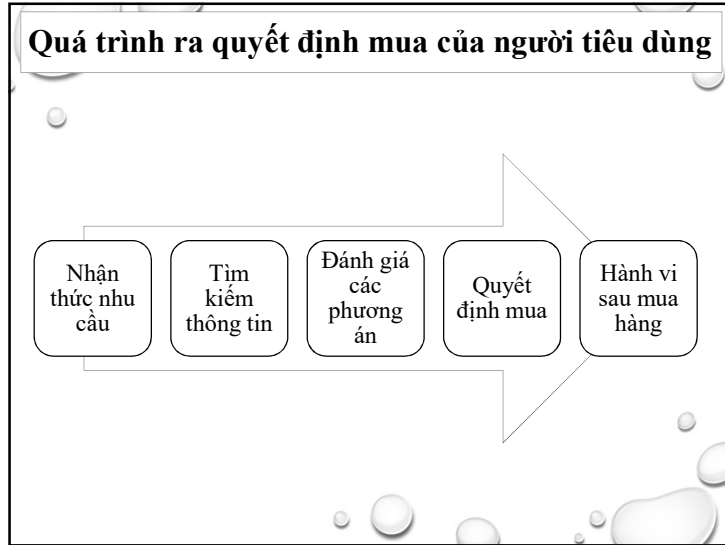 Quá trình ra quyết định mua của người tiêu dùng
Nhận
thức nhu
cầu
Tìm
kiếm
thông tin
Đánh giá
các
phương
án
Quyết
định mua
Hành vi
sau mua
hàng